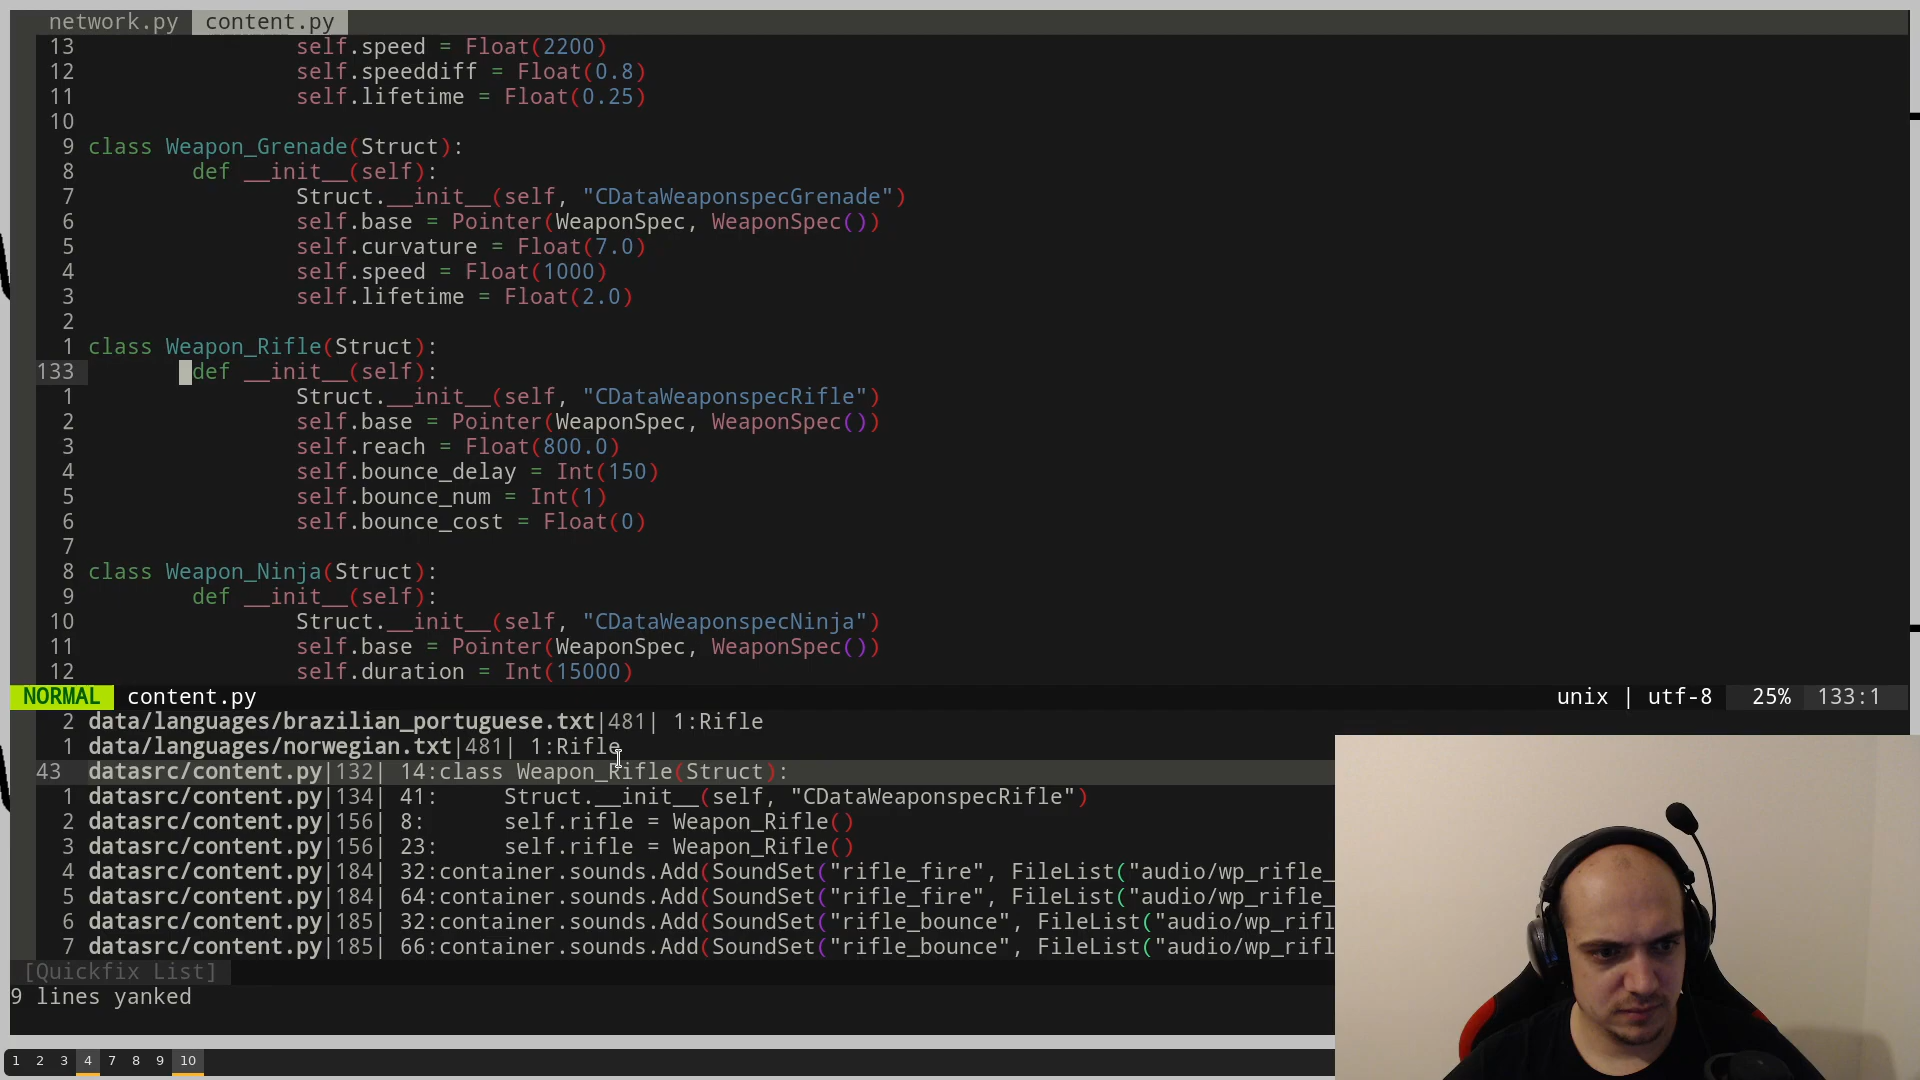 network.py content.py
13 self.speed = Float(2200)
12 self.speeddiff = Float(0.8)
11 self.lifetime = Float(0.25)
10
9 class Weapon_Grenade(Struct):
8 def __init__(self):
7 Struct.__init__(self, "CDataWeaponspecGrenade")
6 self.base = Pointer(WeaponSpec, WeaponSpec())
5 self.curvature = Float(7.0)
4 self.speed = Float(1000)
3 self.lifetime = Float(2.0)
2
1 class Weapon_Rifle(Struct):
133 def __init__(self):
1 Struct.__init__(self, "CDataWeaponspecRifle")
2 self.base = Pointer(WeaponSpec, WeaponSpec())
3 self.reach = Float(800.0)
4 self.bounce_delay = Int(150)
5 self.bounce_num = Int(1)
6 self.bounce_cost = Float(0)
7
8 class Weapon_Ninja(Struct):
9 def __init__(self):
10 Struct.__init__(self, "CDataWeaponspecNinja")
11 self.base = Pointer(WeaponSpec, WeaponSpec())
12 self.duration = Int(15000)
NORMAL content.py unix | utf-8 25% 133:1
2 data/languages/brazilian_portuguese.txt|481| 1:Rifle
1 data/languages/norwegian.txt|481| 1:Rifle
43 datasrc/content.py|132| 14:class Weapon_Rifle(Struct):
1 datasrc/content.py|134| 41: Struct.__init__(self, "CDataWeaponspecRifle")
2 datasrc/content.py|156| 8: self.rifle = Weapon_Rifle()
3 datasrc/content.py|156| 23: self.rifle = Weapon_Rifle()
4 datasrc/content.py|184| 32:container.sounds.Add(SoundSet("rifle_fire", FileList("audio/wp_rifle_
5 datasrc/content.py|184| 64:container.sounds.Add(SoundSet("rifle_fire", FileList("audio/wp_rifle_
6 datasrc/content.py|185| 32:container.sounds.Add(SoundSet("rifle_bounce", FileList("audio/wp_rifl
7 datasrc/content.py|185| 66:container.sounds.Add(SoundSet("rifle_bounce", FileList("audio/wp_rifl
[Quickfix List]
9 lines yanked
1 2 3 4 7 8 9 10